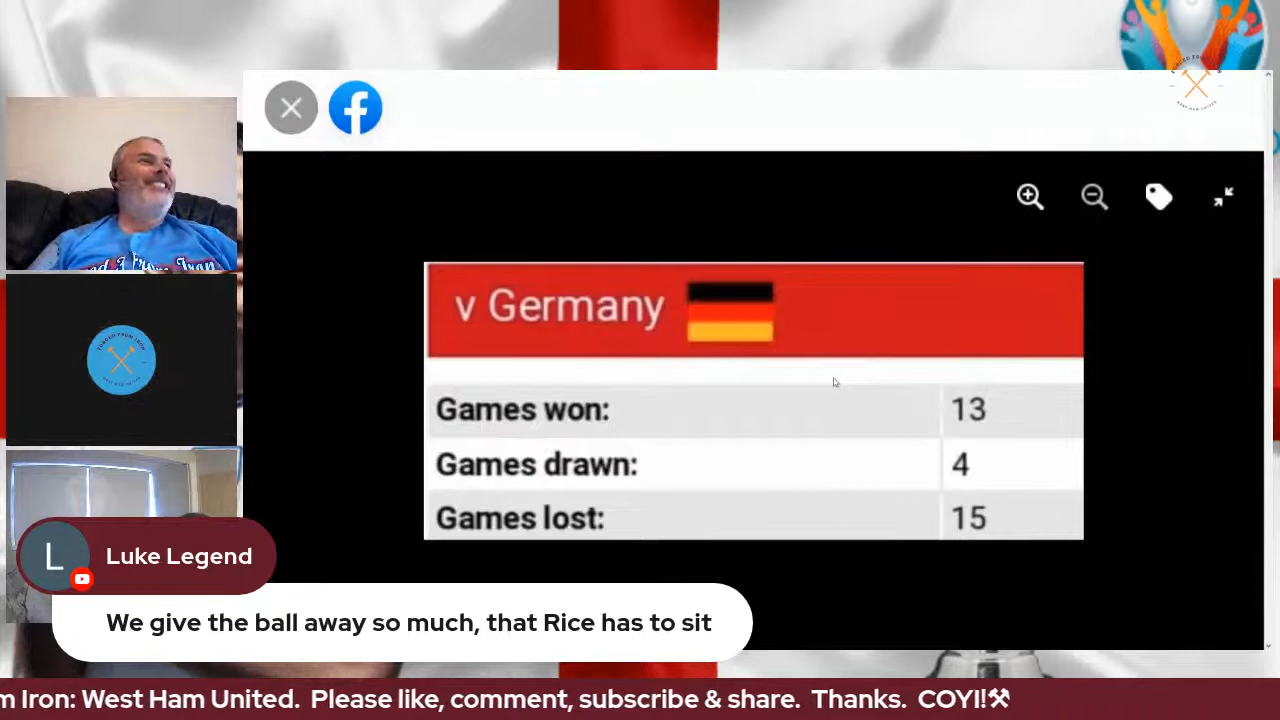 v Germany
Games won: 13
Games drawn: 4
Games lost: 15
L
Luke Legend
We give the ball away so much, that Rice has to sit
m Iron: West Ham United. Please like, comment, subscribe & share. Thanks. COYI!⚒